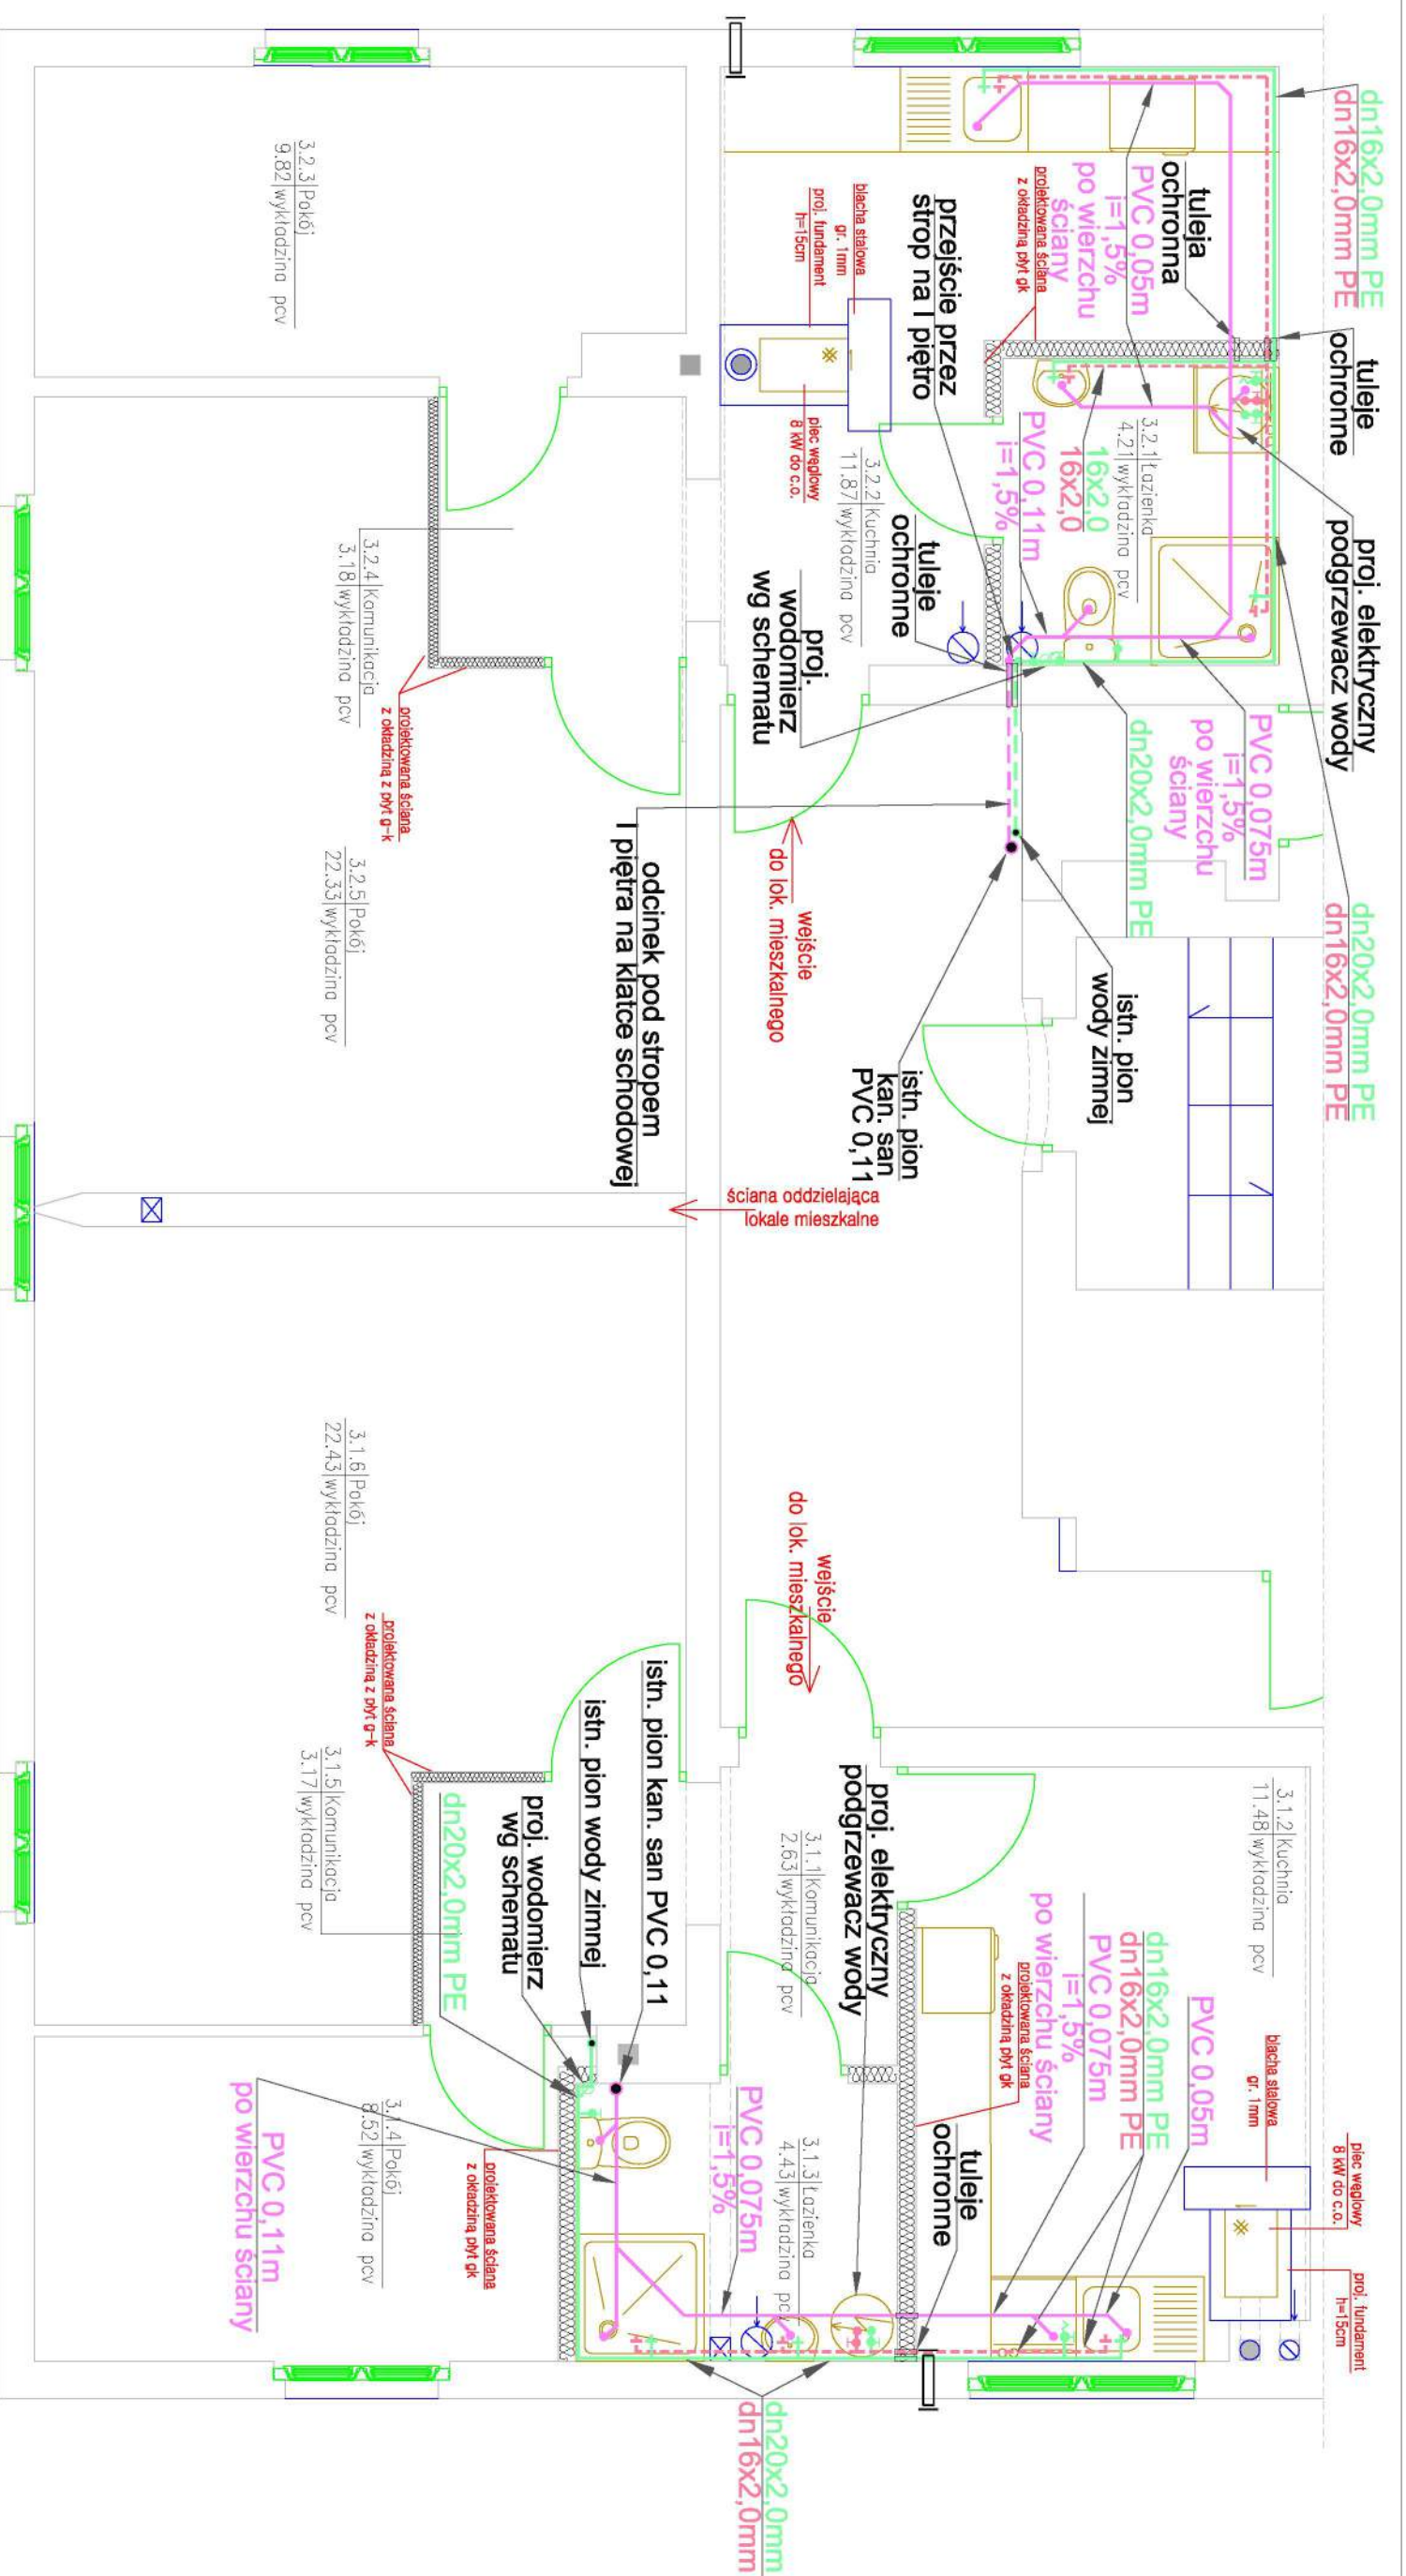 dn16x2,0mm PE
dn16x2,0mm PE
tuleje
ochronne
proj. elektryczny
podgrzewacz wody
dn20x2,0mm PE
dn16x2,0mm PE
tuleja
ochronna
PVC 0,05m
i=1,5%
po wierzchu
ściany
projektowana ściana
z okładziną płyt gk
3.2.1 Łazienka
4.21 wykładzina pcv
16x2,0
16x2,0
PVC 0,11m
i=1,5%
PVC 0,075m
i=1,5%
po wierzchu
ściany
dn20x2,0mm PE
istn. pion
wody zimnej
przejście przez
strop na I piętro
blacha stalowa
gr. 1mm
proj. fundament
h=15cm
piec węglowy
8 kW do c.o.
3.2.2 Kuchnia
11.87 wykładzina pcv
tuleje
ochronne
proj.
wodomierz
wg schematu
istn. pion
kan. san
PVC 0,11
wejście
do lok. mieszkalnego
odcinek pod stropem
I piętra na klatce schodowej
ściana oddzielająca
lokale mieszkalne
3.2.3 Pokój
9.82 wykładzina pcv
3.2.4 Komunikacja
3.18 wykładzina pcv
projektowana ściana
z okładziną z płyt g-k
3.2.5 Pokój
22.33 wykładzina pcv
3.1.6 Pokój
22.43 wykładzina pcv
wejście
do lok. mieszkalnego
projektowana ściana
z okładziną z płyt g-k
3.1.5 Komunikacja
3.17 wykładzina pcv
istn. pion kan. san PVC 0,11
istn. pion wody zimnej
proj. wodomierz
wg schematu
dn20x2,0mm PE
proj. elektryczny
podgrzewacz wody
3.1.1 Komunikacja
2.63 wykładzina pcv
3.1.2 Kuchnia
11.48 wykładzina pcv
PVC 0,05m
dn16x2,0mm PE
dn16x2,0mm PE
PVC 0,075m
i=1,5%
po wierzchu ściany
projektowana ściana
z okładziną płyt gk
blacha stalowa
gr. 1mm
piec węglowy
8 kW do c.o.
proj. fundament
h=15cm
tuleje
ochronne
3.1.3 Łazienka
4.43 wykładzina pcv
PVC 0,075m
i=1,5%
3.1.4 Pokój
8.52 wykładzina pcv
projektowana ściana
z okładziną płyt gk
PVC 0,11m
po wierzchu ściany
dn20x2,0mm
dn16x2,0mm